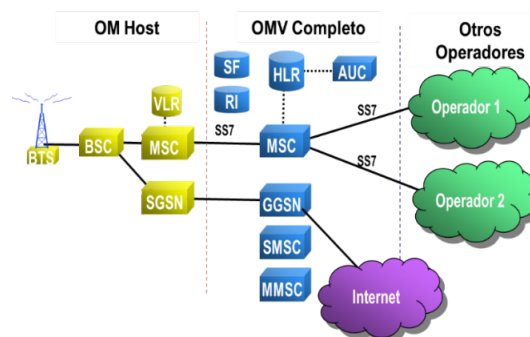 OM Host
OMV Completo
Otros
Operadores
SF
HLR
AUC
VLR
RI
SS7
Operador 1
BTS
BSC
MSC
SS7
MSC
SS7
Operador 2
SGSN
GGSN
SMSC
MMSC
Internet